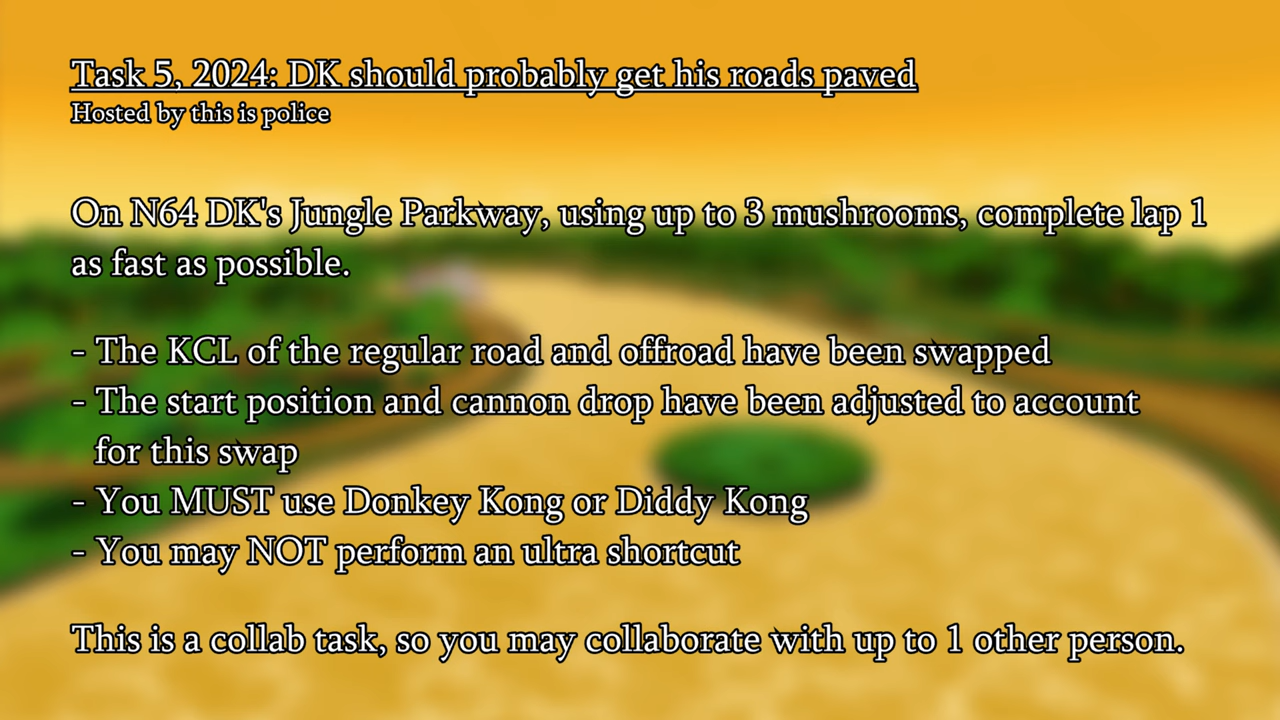 Task 5, 2024: DK should probably get his roads paved
Hosted by this is police
On N64 DK's Jungle Parkway, using up to 3 mushrooms, complete lap 1
as fast as possible.
- The KCL of the regular road and offroad have been swapped
- The start position and cannon drop have been adjusted to account
for this swap
- You MUST use Donkey Kong or Diddy Kong
- You may NOT perform an ultra shortcut
This is a collab task, so you may collaborate with up to 1 other person.